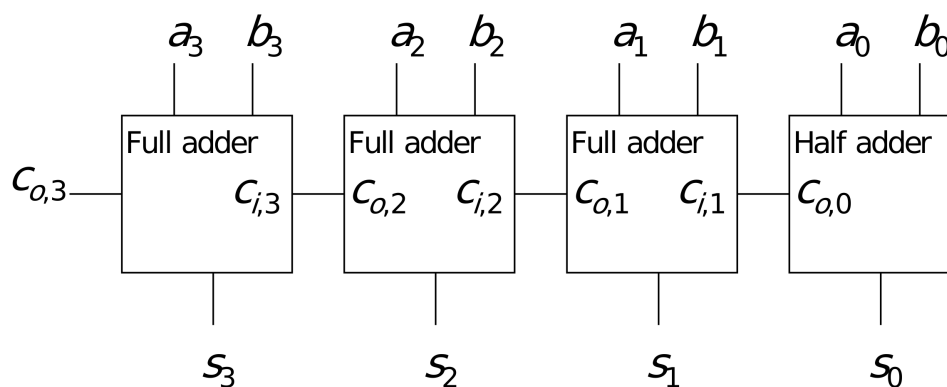 a3 b3 a2 b2 a1 b1 a0 b0
Full adder Full adder Full adder Half adder
co,3 ci,3 co,2 ci,2 co,1 ci,1 co,0
s3 s2 s1 s0